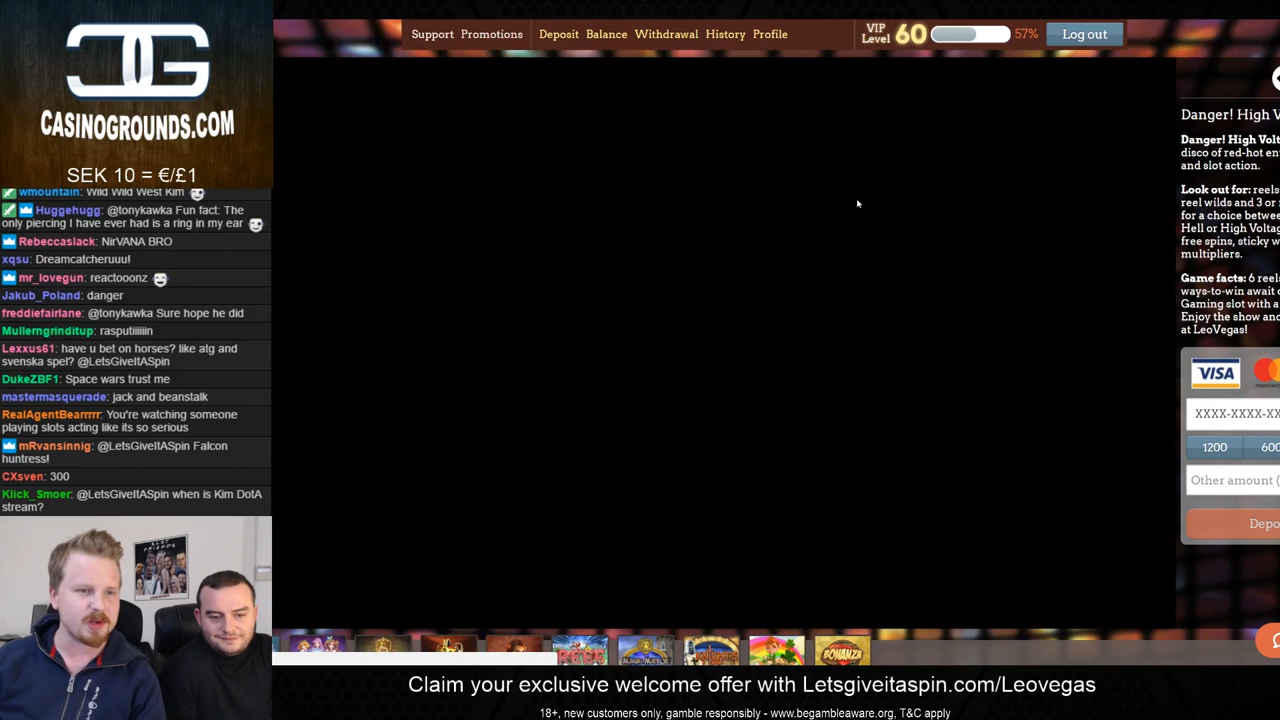 CASINOGROUNDS.COM
SEK 10 = €/£1
wmountain: Wild Wild West Kim
Huggehugg: @tonykawka Fun fact: The
only piercing I have ever had is a ring in my ear
Rebeccaslack: NirVANA BRO
xqsu: Dreamcatcheruuu!
mr_lovegun: reactooonz
Jakub_Poland: danger
freddiefairlane: @tonykawka Sure hope he did
Mullerngrinditup: rasputiiiiiin
Lexxus61: have u bet on horses? like atg and
svenska spel? @LetsGiveItASpin
DukeZBF1: Space wars trust me
mastermasquerade: jack and beanstalk
RealAgentBearrrrr: You're watching someone
playing slots acting like its so serious
mRvansinnig: @LetsGiveItASpin Falcon
huntress!
CXsven: 300
Klick_Smoer: @LetsGiveItASpin when is Kim DotA
stream?
Support Promotions Deposit Balance Withdrawal History Profile
VIP
Level 60 57% Log out
Danger! High V
Danger! High Volt
disco of red-hot en
and slot action.
Look out for: reels
reel wilds and 3 or
for a choice betwee
Hell or High Voltag
free spins, sticky w
multipliers.
Game facts: 6 reels
ways-to-win await
Gaming slot with a
Enjoy the show and
at LeoVegas!
VISA
XXXX-XXXX-XX
1200 600
Other amount (
Depo
BONANZA
Claim your exclusive welcome offer with Letsgiveitaspin.com/Leovegas
18+, new customers only, gamble responsibly - www.begambleaware.org, T&C apply